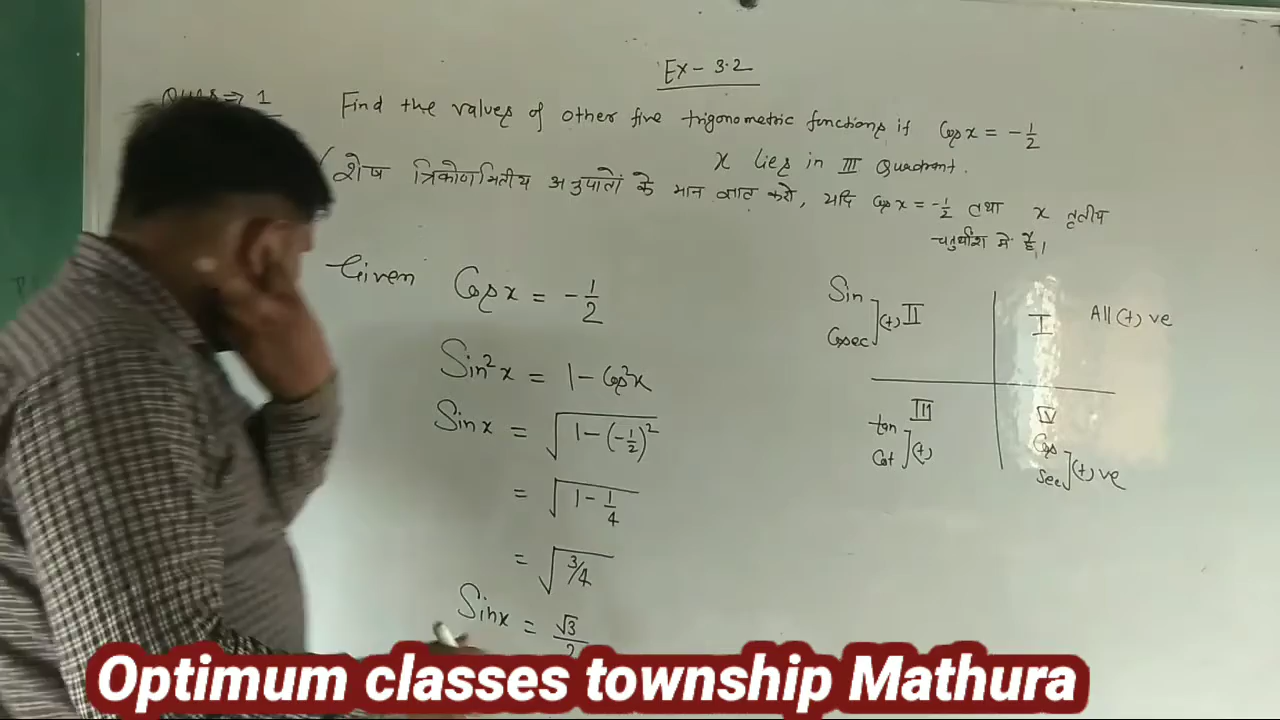 Ex - 3.2
Ques ⇒ 1 Find the values of other five trigonometric functions if Cos x = -1/2
x lies in III Quadrant.
( शेष त्रिकोणमितीय अनुपातों के मान ज्ञात करो, यदि Cos x = -1/2 तथा x तृतीय
चतुर्थांश मे है।
Given Cos x = -1/2
Sin²x = 1 - Cos²x
Sin x = √(1 - (-1/2)²)
= √(1 - 1/4)
= √(3/4)
Sin x = √3/2
Sin
Cosec ](+) II
I All (+) ve
III
tan
Cot ](+)
IV
Cos
Sec ](+) ve
Optimum classes township Mathura